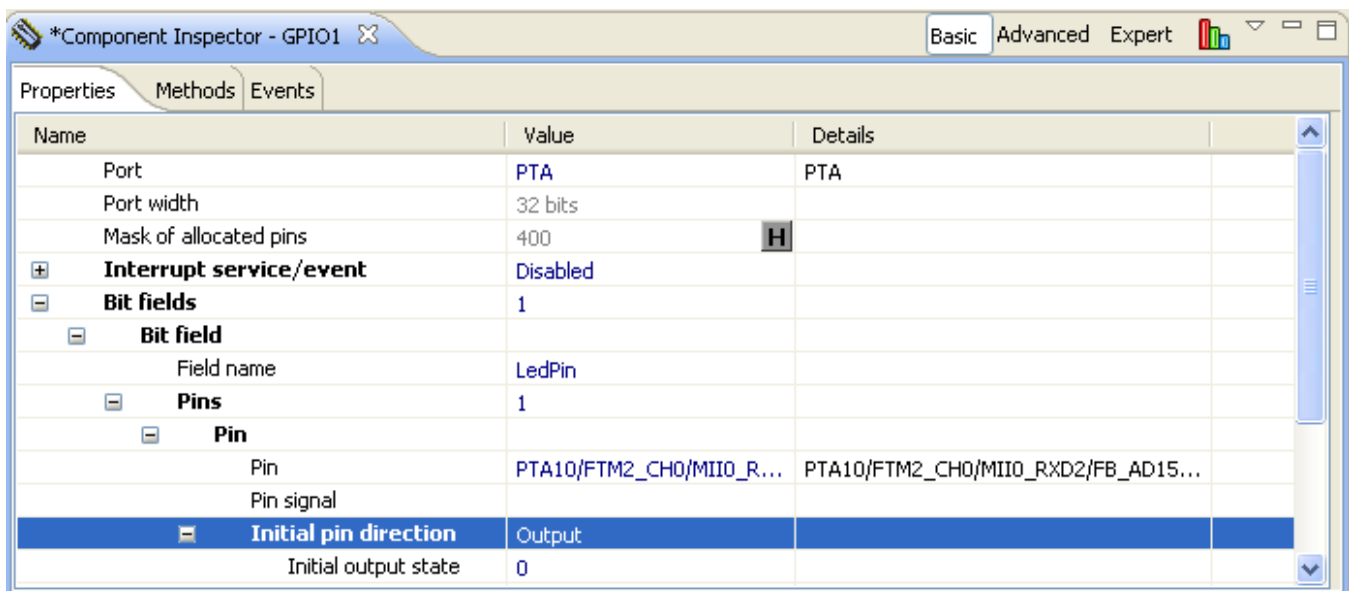 *Component Inspector - GPIO1 Basic Advanced Expert
Properties Methods Events
Name Value Details
Port PTA PTA
Port width 32 bits
Mask of allocated pins 400 H
Interrupt service/event Disabled
Bit fields 1
Bit field
Field name LedPin
Pins 1
Pin
Pin PTA10/FTM2_CH0/MII0_R... PTA10/FTM2_CH0/MII0_RXD2/FB_AD15...
Pin signal
Initial pin direction Output
Initial output state 0